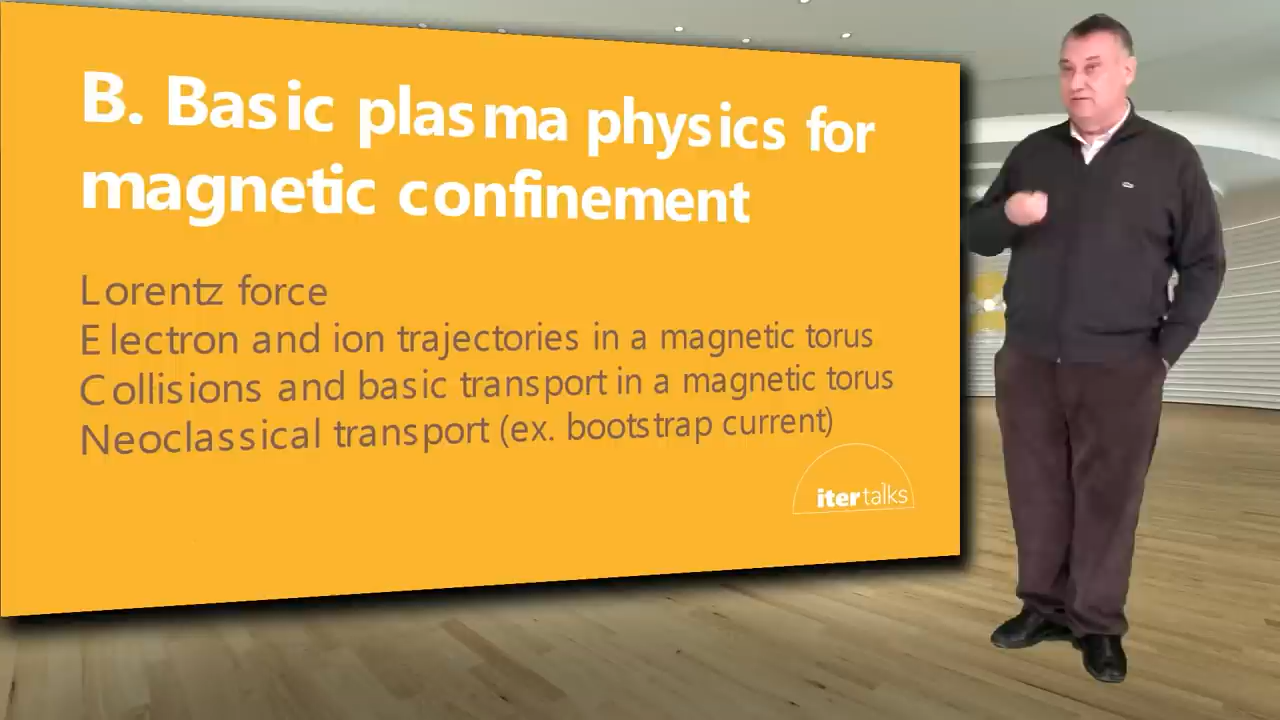 B. Basic plasma physics for
magnetic confinement
Lorentz force
Electron and ion trajectories in a magnetic torus
Collisions and basic transport in a magnetic torus
Neoclassical transport (ex. bootstrap current)
iter talks